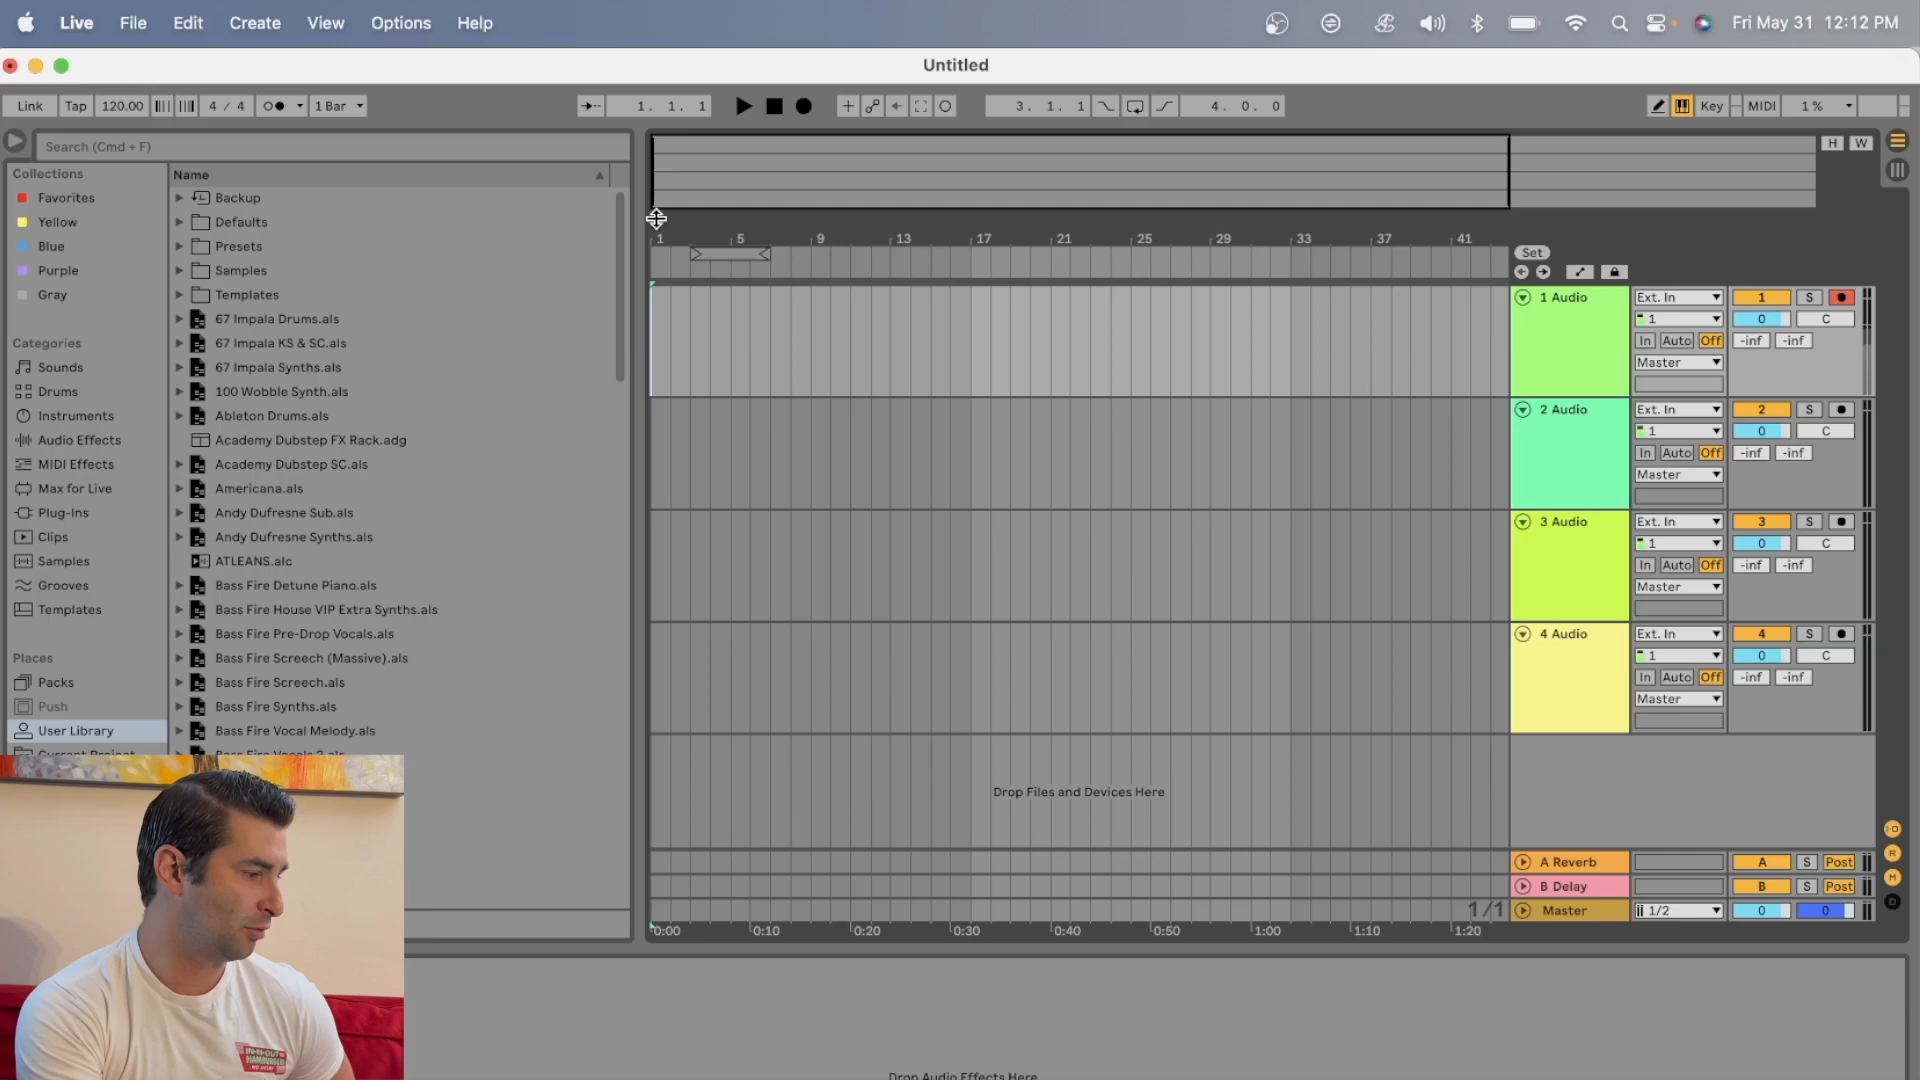 Live File Edit Create View Options Help Fri May 31 12:12 PM
Untitled
Link Tap 120.00 4 / 4 1 Bar 1. 1. 1 3. 1. 1 4. 0. 0 Key MIDI 1 %
Search (Cmd + F)
H W
Collections
Favorites
Yellow
Blue
Purple
Gray
Categories
Sounds
Drums
Instruments
Audio Effects
MIDI Effects
Max for Live
Plug-Ins
Clips
Samples
Grooves
Templates
Places
Packs
Push
User Library
Current Project
Name
Backup
Defaults
Presets
Samples
Templates
67 Impala Drums.als
67 Impala KS & SC.als
67 Impala Synths.als
100 Wobble Synth.als
Ableton Drums.als
Academy Dubstep FX Rack.adg
Academy Dubstep SC.als
Americana.als
Andy Dufresne Sub.als
Andy Dufresne Synths.als
ATLEANS.alc
Bass Fire Detune Piano.als
Bass Fire House VIP Extra Synths.als
Bass Fire Pre-Drop Vocals.als
Bass Fire Screech (Massive).als
Bass Fire Screech.als
Bass Fire Synths.als
Bass Fire Vocal Melody.als
Bass Fire Vocals 2.als
1 5 9 13 17 21 25 29 33 37 41
Set
1 Audio Ext. In 1 S
1 0 C
In Auto Off -inf -inf
Master
2 Audio Ext. In 2 S
1 0 C
In Auto Off -inf -inf
Master
3 Audio Ext. In 3 S
1 0 C
In Auto Off -inf -inf
Master
4 Audio Ext. In 4 S
1 0 C
In Auto Off -inf -inf
Master
Drop Files and Devices Here
A Reverb A S Post
B Delay B S Post
1/1 Master 1/2 0 0
0:00 0:10 0:20 0:30 0:40 0:50 1:00 1:10 1:20
I·O
R
M
D
IN-N-OUT
HAMBURGERS
NO DELAY
Drop Audio Effects Here